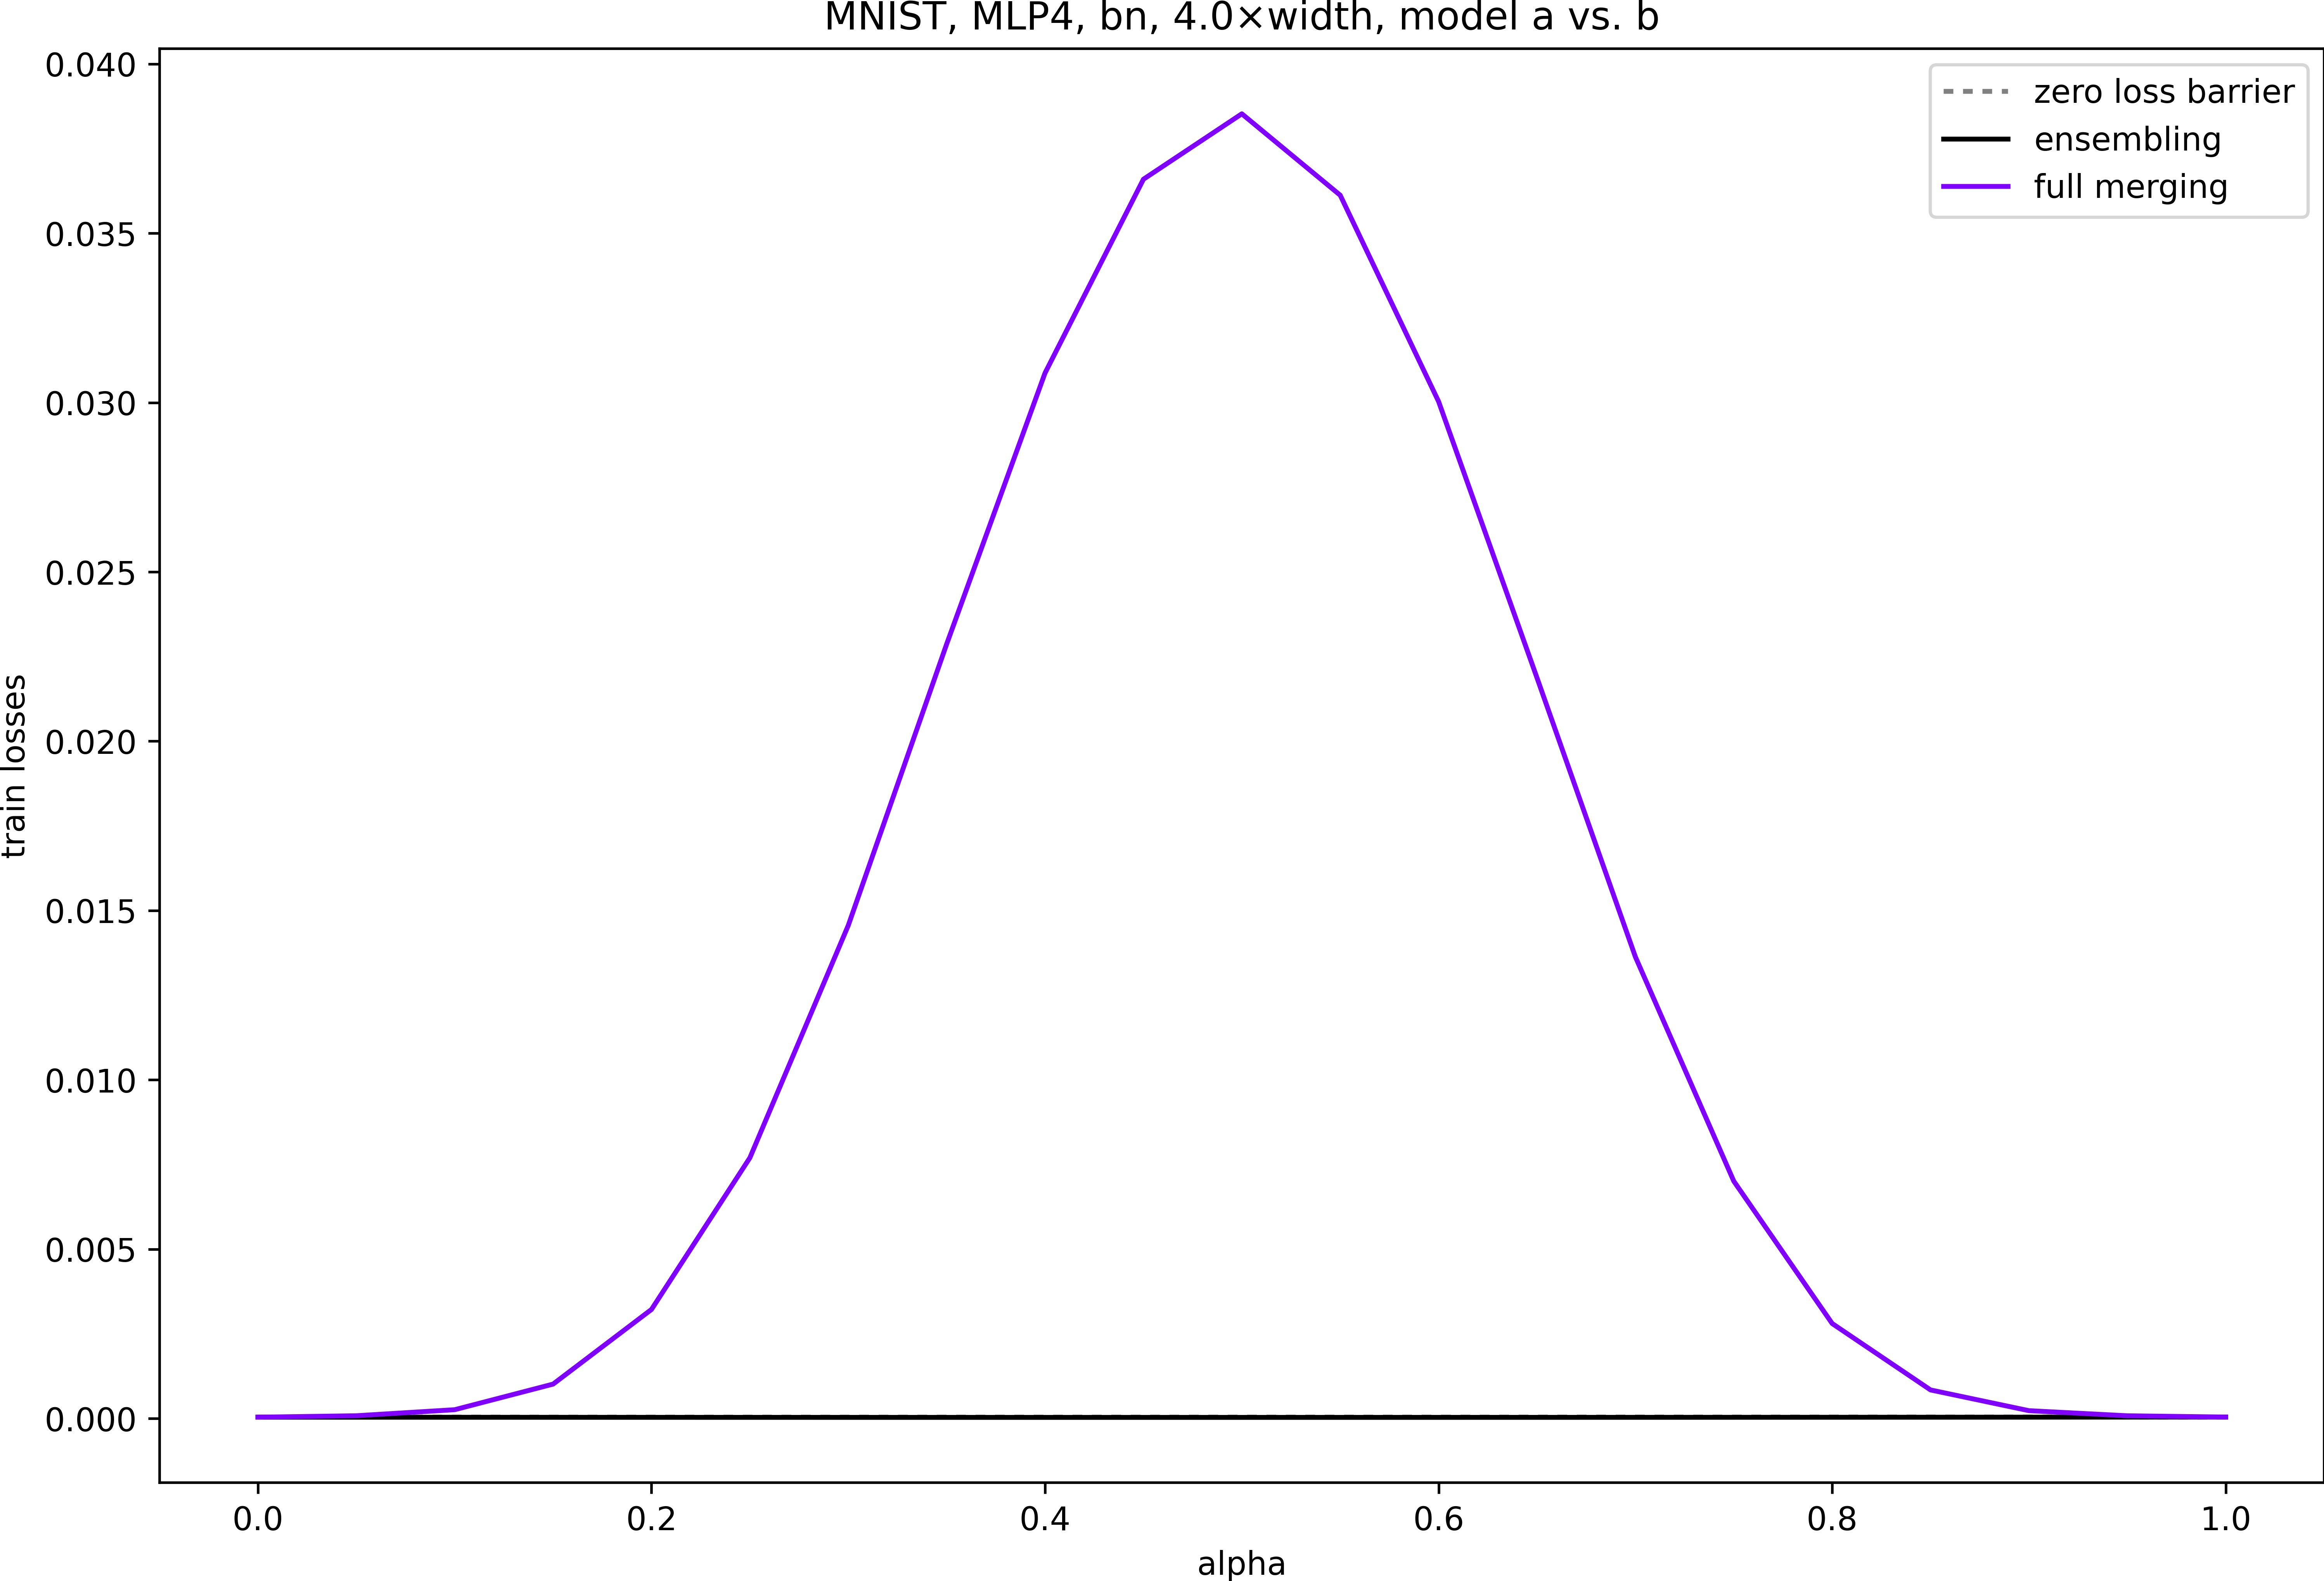 MNIST, MLP4, bn, 4.0×width, model a vs. b
zero loss barrier
ensembling
full merging
0.040
0.035
0.030
0.025
0.020
0.015
0.010
0.005
0.000
train losses
0.0 0.2 0.4 0.6 0.8 1.0
alpha